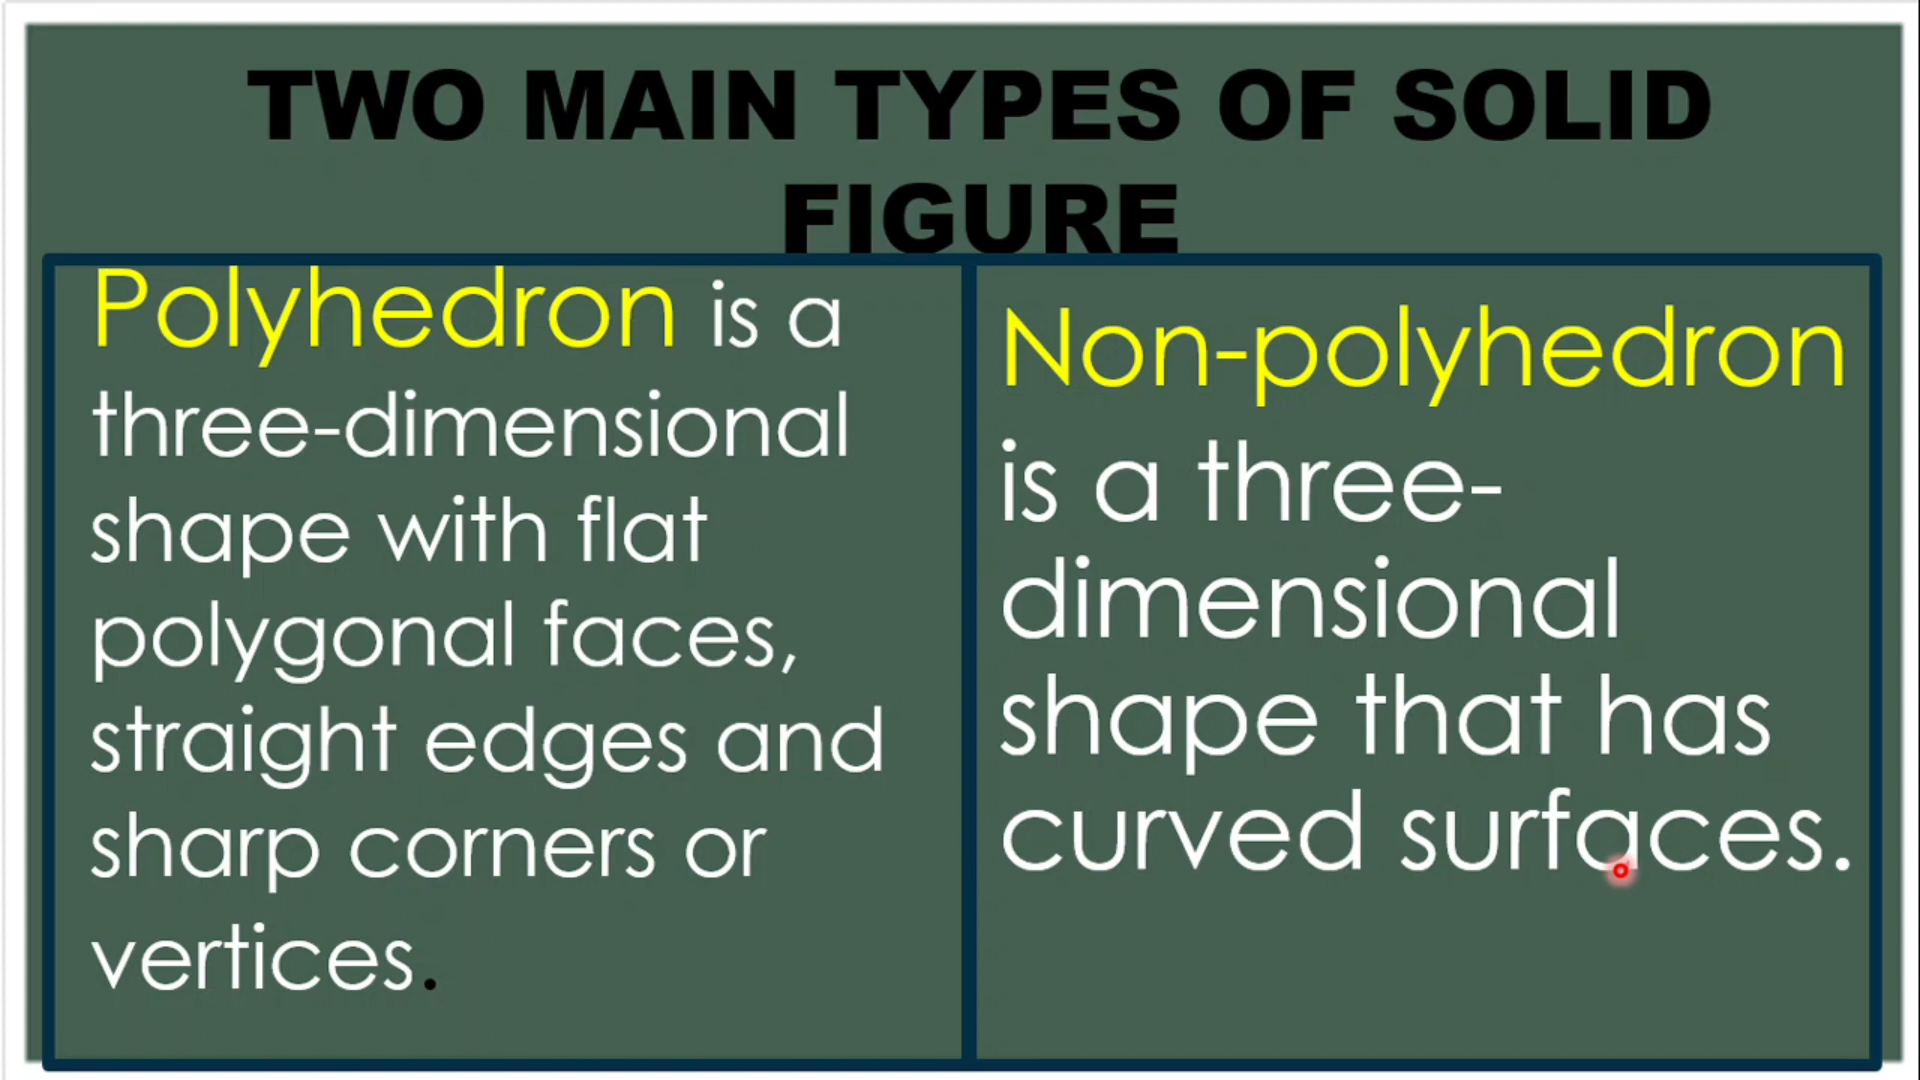 TWO MAIN TYPES OF SOLID
FIGURE
Polyhedron is a
three-dimensional
shape with flat
polygonal faces,
straight edges and
sharp corners or
vertices.
Non-polyhedron
is a three-
dimensional
shape that has
curved surfaces.